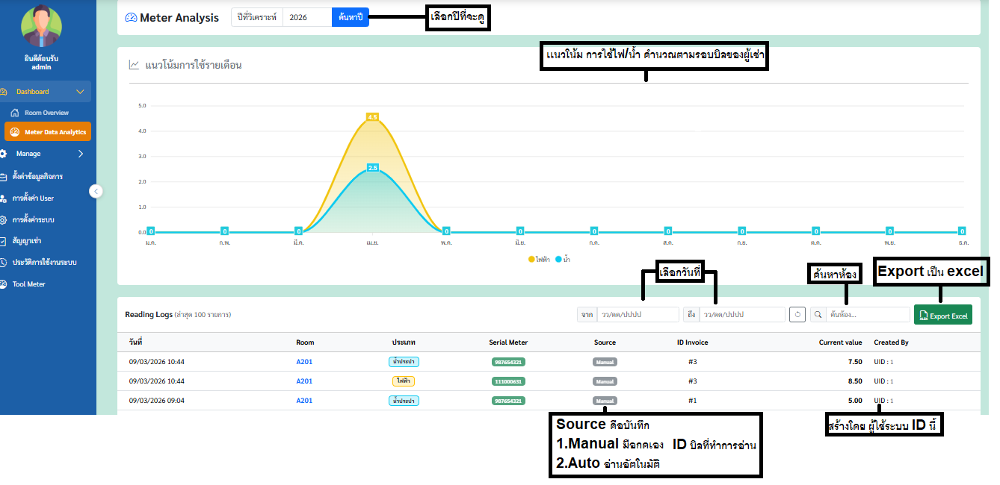 ยินดีต้อนรับ
admin
Dashboard
Room Overview
Meter Data Analytics
Manage
ตั้งค่าข้อมูลกิจการ
การตั้งค่า User
การตั้งค่าระบบ
สัญญาเช่า
ประวัติการใช้งานระบบ
Tool Meter
Meter Analysis
ปีที่วิเคราะห์ 2026 ค้นหาปี
เลือกปีที่จะดู
แนวโน้มการใช้รายเดือน
แนวโน้ม การใช้ไฟ/น้ำ คำนวณตามรอบบิลของผู้เช่า
5.0
4.0
3.0
2.0
1.0
0.0
4.5
2.5
0 0 0 0 0 0 0 0 0 0 0
ม.ค. ก.พ. มี.ค. เม.ย. พ.ค. มิ.ย. ก.ค. ส.ค. ก.ย. ต.ค. พ.ย. ธ.ค.
ไฟฟ้า น้ำ
เลือกวันที่
ค้นหาห้อง
Export เป็น excel
Reading Logs (ล่าสุด 100 รายการ)
จาก วว/ดด/ปปปป ถึง วว/ดด/ปปปป ค้นห้อง... Export Excel
วันที่ Room ประเภท Serial Meter Source ID Invoice Current value Created By
09/03/2026 10:44 A201 น้ำประปา 987654321 Manual #3 7.50 UID : 1
09/03/2026 10:44 A201 ไฟฟ้า 111000631 Manual #3 8.50 UID : 1
09/03/2026 09:04 A201 น้ำประปา 987654321 Manual #1 5.00 UID : 1
Source คือบันทึก
1.Manual มือกดเอง ID บิลที่ทำการอ่าน
2.Auto อ่านอัตโนมัติ
สร้างโดย ผู้ใช้ระบบ ID นี้